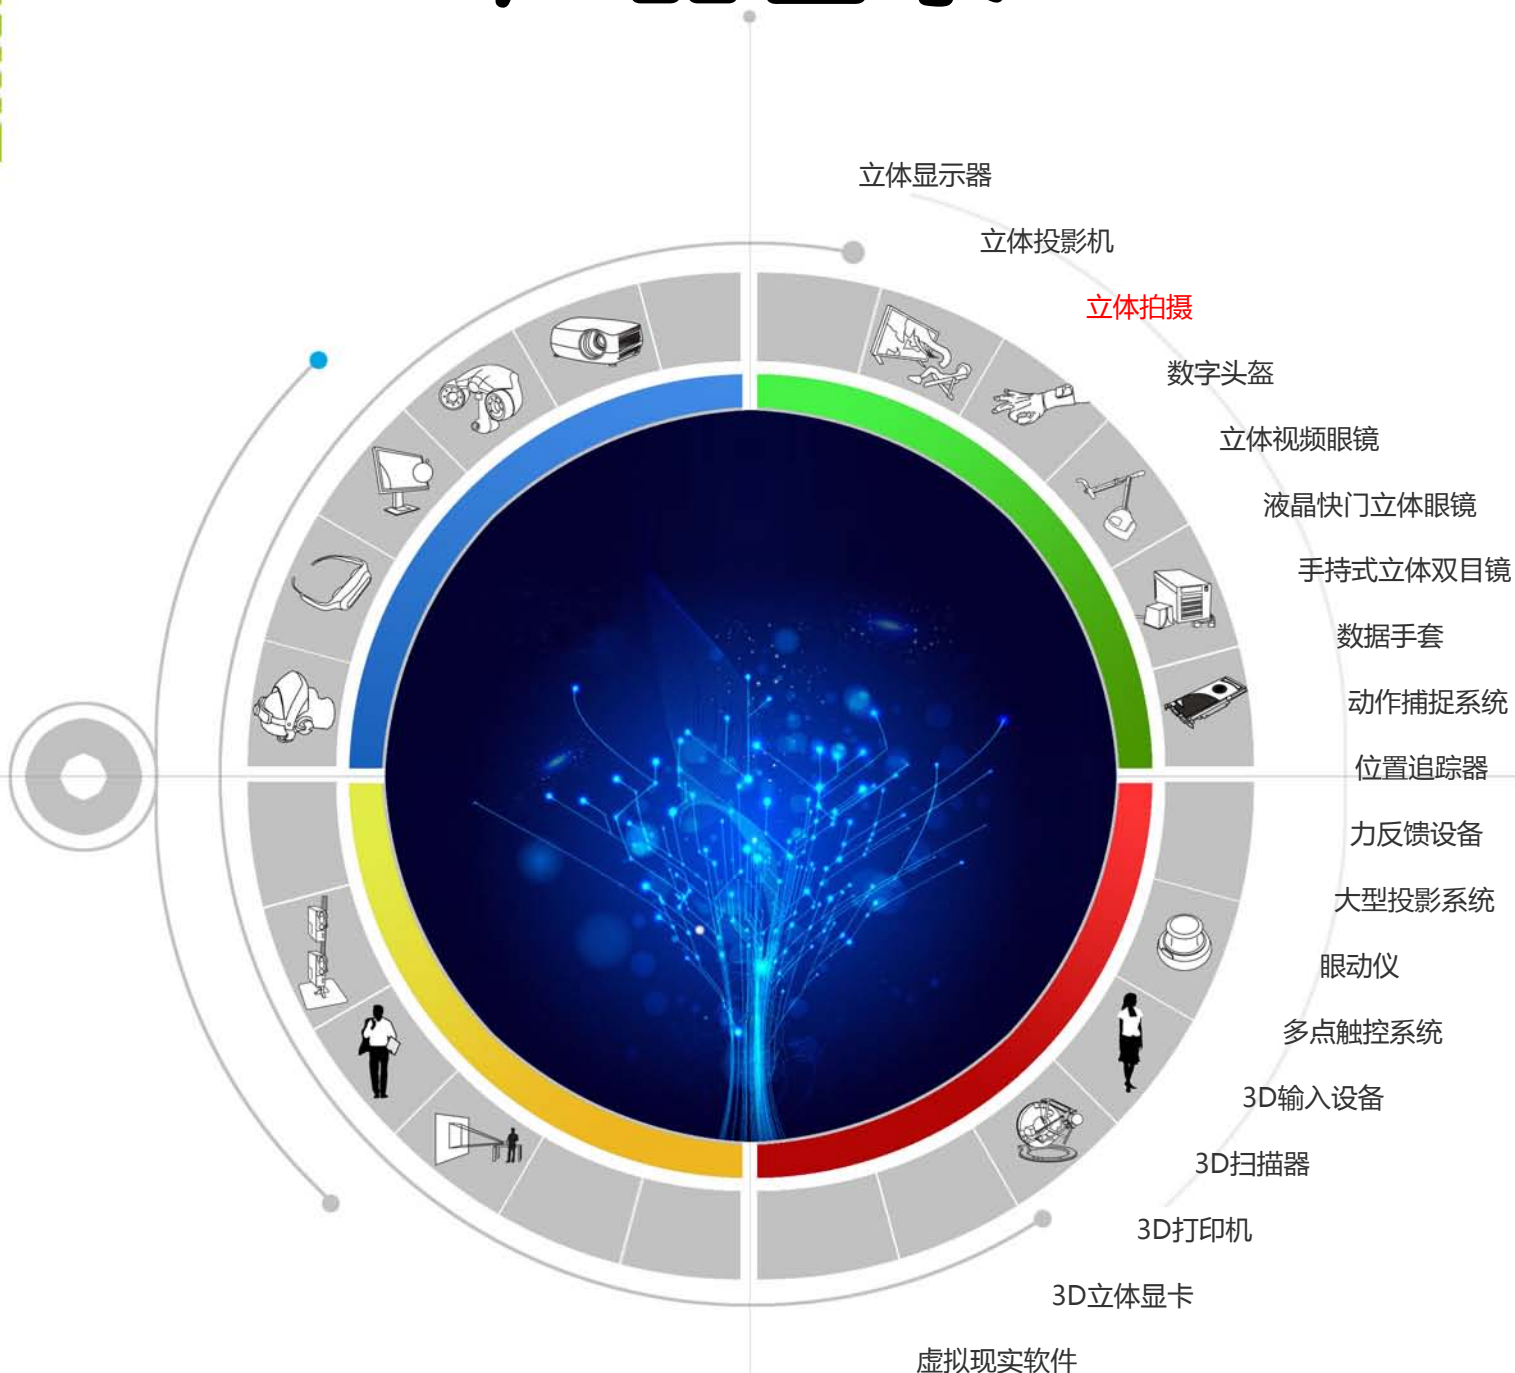 立体显示器
立体投影机
立体拍摄
数字头盔
立体视频眼镜
液晶快门立体眼镜
手持式立体双目镜
数据手套
动作捕捉系统
位置追踪器
力反馈设备
大型投影系统
眼动仪
多点触控系统
3D输入设备
3D扫描器
3D打印机
3D立体显卡
虚拟现实软件